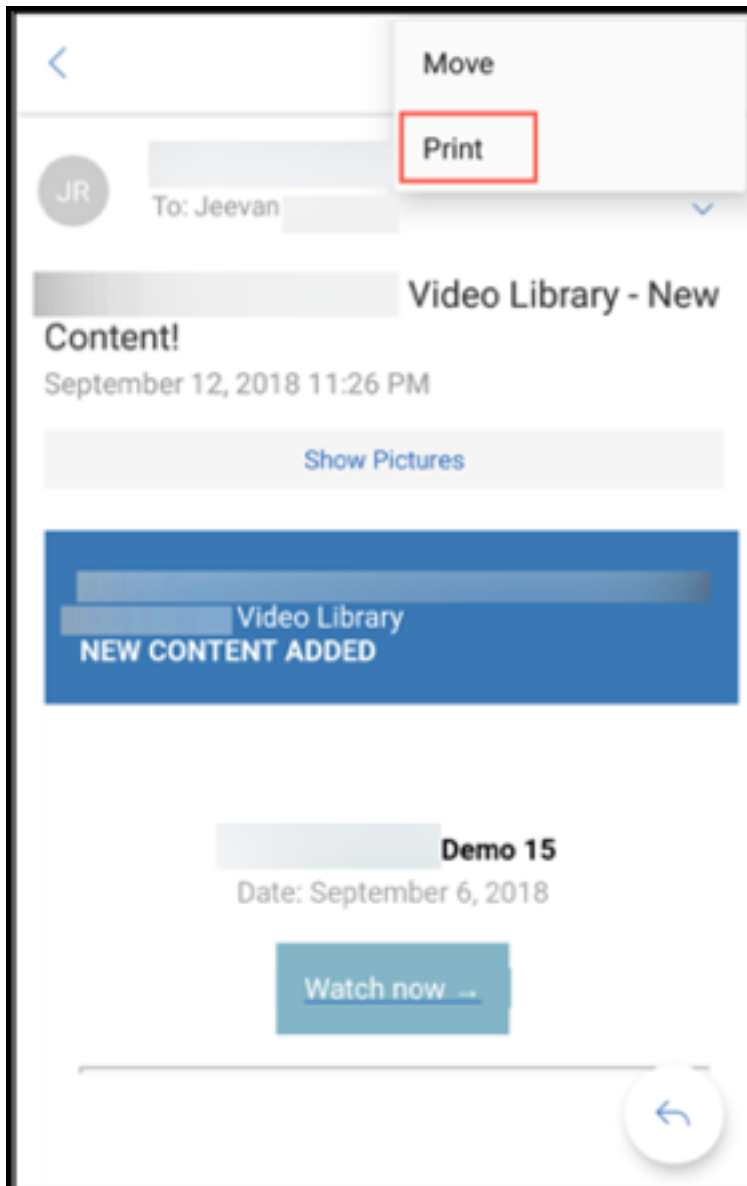 Move
Print
JR
To: Jeevan
Video Library - New
Content!
September 12, 2018 11:26 PM
Show Pictures
Video Library
NEW CONTENT ADDED
Demo 15
Date: September 6, 2018
Watch now →